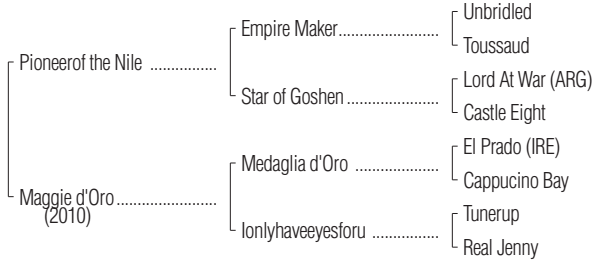 Unbridled
Empire Maker
Toussaud
Pioneerof the Nile
Lord At War (ARG)
Star of Goshen
Castle Eight
El Prado (IRE)
Medaglia d'Oro
Cappucino Bay
Maggie d'Oro
(2010)
Tunerup
Ionlyhaveeyesforu
Real Jenny